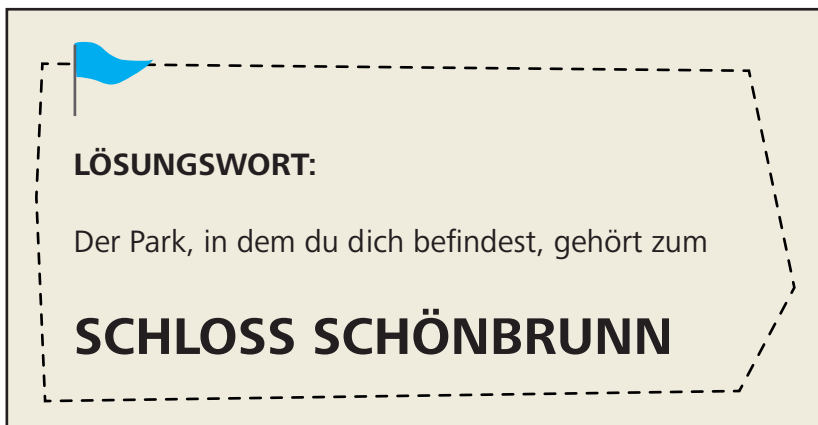 LÖSUNGSWORT:
Der Park, in dem du dich befindest, gehört zum
SCHLOSS SCHÖNBRUNN